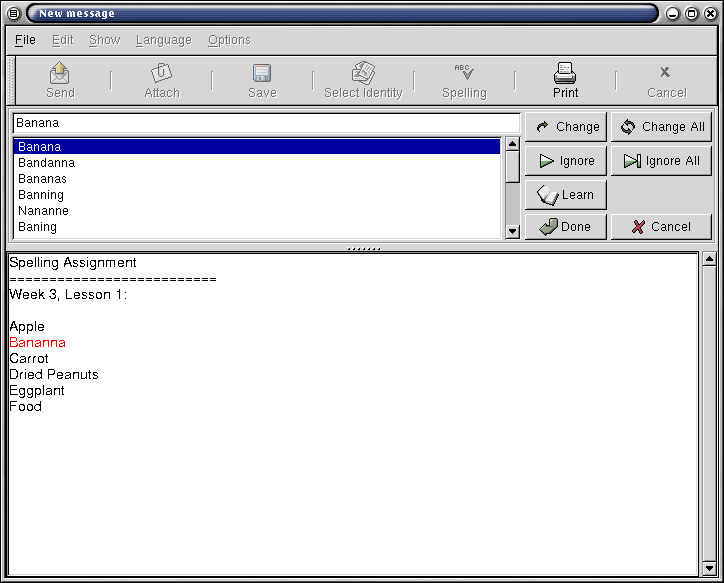 New message
File Edit Show Language Options
ABC
Send Attach Save Select Identity Spelling Print Cancel
Banana
Change Change All
Banana
Bandanna
Bananas
Banning
Nananne
Baning
Ignore Ignore All
Learn
Done Cancel
Spelling Assignment
==========================
Week 3, Lesson 1:
Apple
Bananna
Carrot
Dried Peanuts
Eggplant
Food